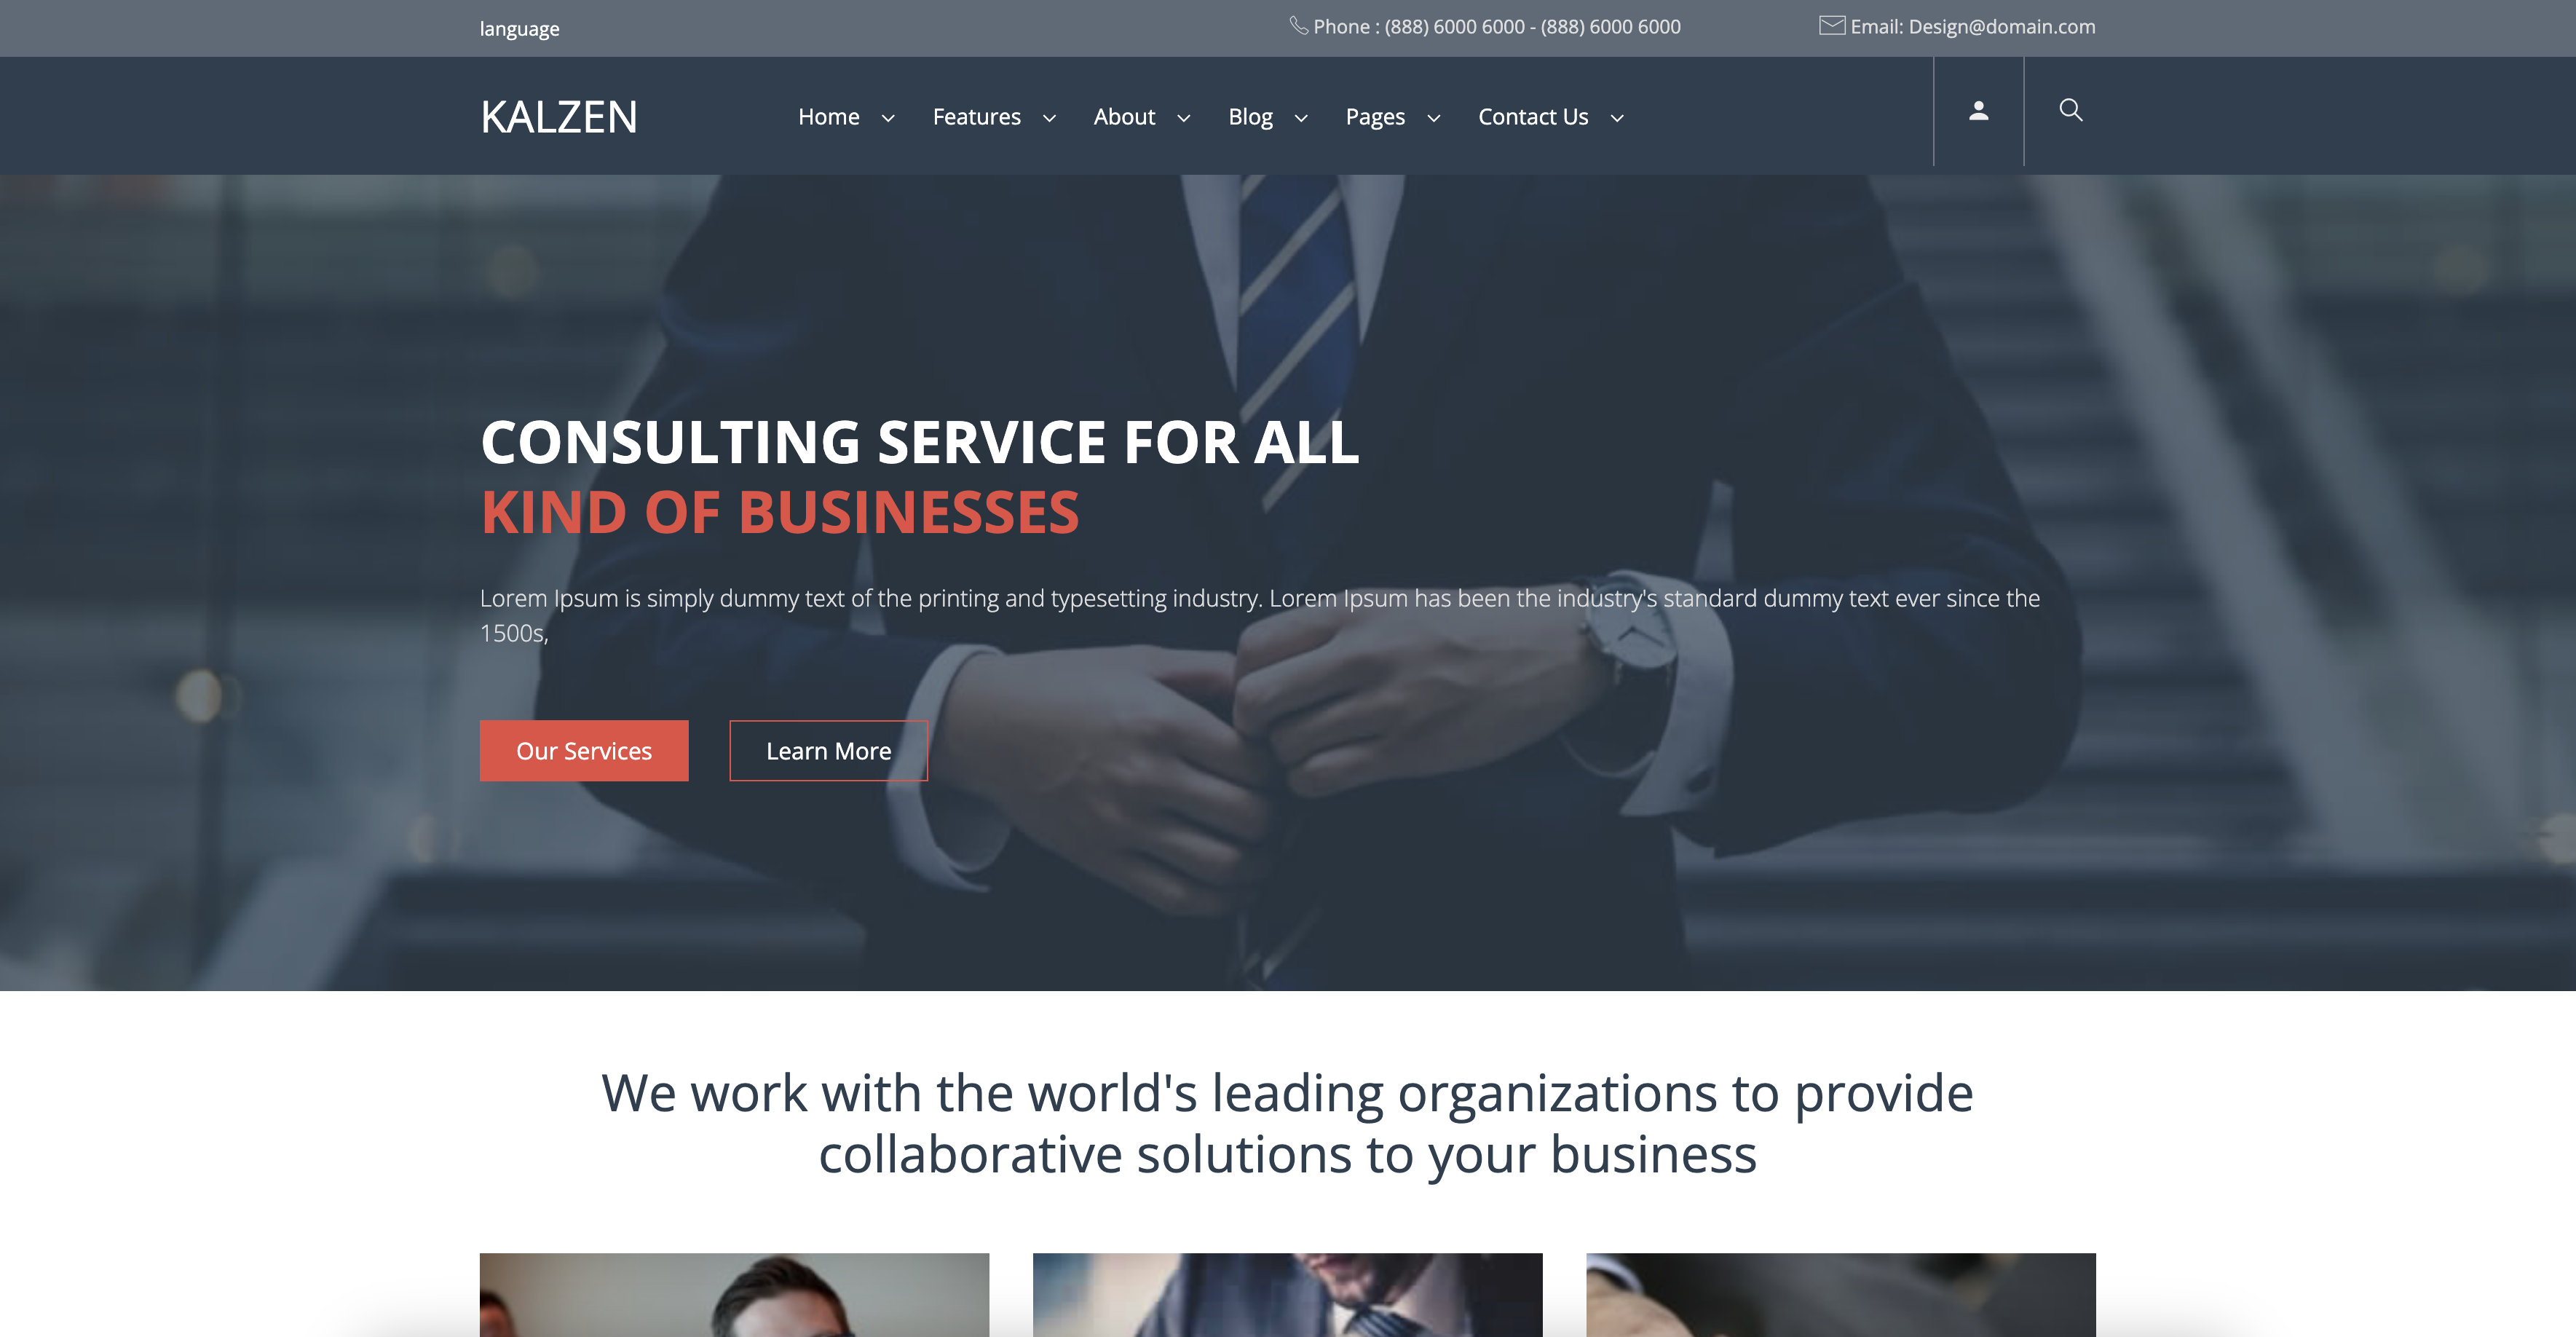 language
Phone : (888) 6000 6000 - (888) 6000 6000
Email: Design@domain.com
KALZEN
Home Features About Blog Pages Contact Us
CONSULTING SERVICE FOR ALL
KIND OF BUSINESSES
Lorem Ipsum is simply dummy text of the printing and typesetting industry. Lorem Ipsum has been the industry's standard dummy text ever since the
1500s,
Our Services
Learn More
We work with the world's leading organizations to provide
collaborative solutions to your business